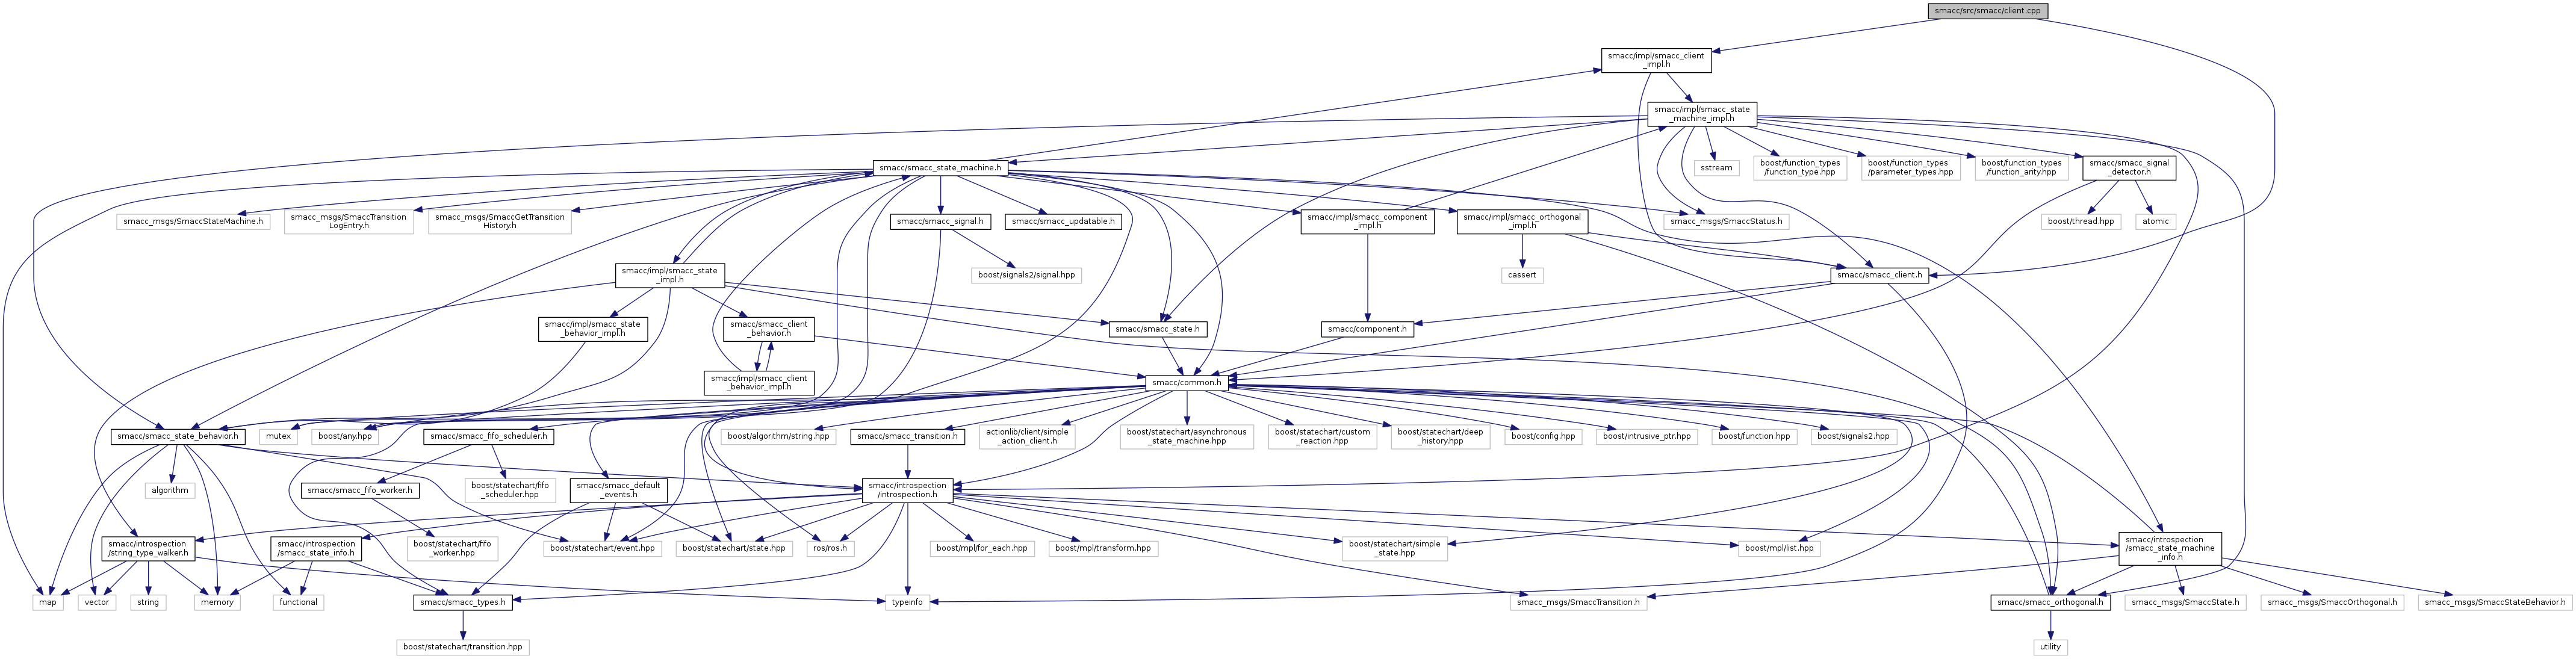 smacc/src/smacc/client.cpp
smacc/impl/smacc_client
_impl.h
smacc/impl/smacc_state
_machine_impl.h
smacc/smacc_state_machine.h
sstream
boost/function_types
/function_type.hpp
boost/function_types
/parameter_types.hpp
boost/function_types
/function_arity.hpp
smacc/smacc_signal
_detector.h
smacc_msgs/SmaccStateMachine.h
smacc_msgs/SmaccTransition
LogEntry.h
smacc_msgs/SmaccGetTransition
History.h
smacc/smacc_signal.h
smacc/smacc_updatable.h
smacc/impl/smacc_component
_impl.h
smacc/impl/smacc_orthogonal
_impl.h
smacc_msgs/SmaccStatus.h
boost/thread.hpp
atomic
smacc/impl/smacc_state
_impl.h
boost/signals2/signal.hpp
cassert
smacc/smacc_client.h
smacc/impl/smacc_state
_behavior_impl.h
smacc/smacc_client
_behavior.h
smacc/smacc_state.h
smacc/component.h
smacc/impl/smacc_client
_behavior_impl.h
smacc/common.h
smacc/smacc_state_behavior.h
mutex
boost/any.hpp
smacc/smacc_fifo_scheduler.h
boost/algorithm/string.hpp
smacc/smacc_transition.h
actionlib/client/simple
_action_client.h
boost/statechart/asynchronous
_state_machine.hpp
boost/statechart/custom
_reaction.hpp
boost/statechart/deep
_history.hpp
boost/config.hpp
boost/intrusive_ptr.hpp
boost/function.hpp
boost/signals2.hpp
algorithm
smacc/smacc_fifo_worker.h
boost/statechart/fifo
_scheduler.hpp
smacc/smacc_default
_events.h
smacc/introspection
/introspection.h
smacc/introspection
/string_type_walker.h
smacc/introspection
/smacc_state_info.h
boost/statechart/fifo
_worker.hpp
boost/statechart/event.hpp
boost/statechart/state.hpp
ros/ros.h
boost/mpl/for_each.hpp
boost/mpl/transform.hpp
boost/statechart/simple
_state.hpp
boost/mpl/list.hpp
smacc/introspection
/smacc_state_machine
_info.h
map
vector
string
memory
functional
smacc/smacc_types.h
typeinfo
smacc_msgs/SmaccTransition.h
smacc/smacc_orthogonal.h
smacc_msgs/SmaccState.h
smacc_msgs/SmaccOrthogonal.h
smacc_msgs/SmaccStateBehavior.h
boost/statechart/transition.hpp
utility